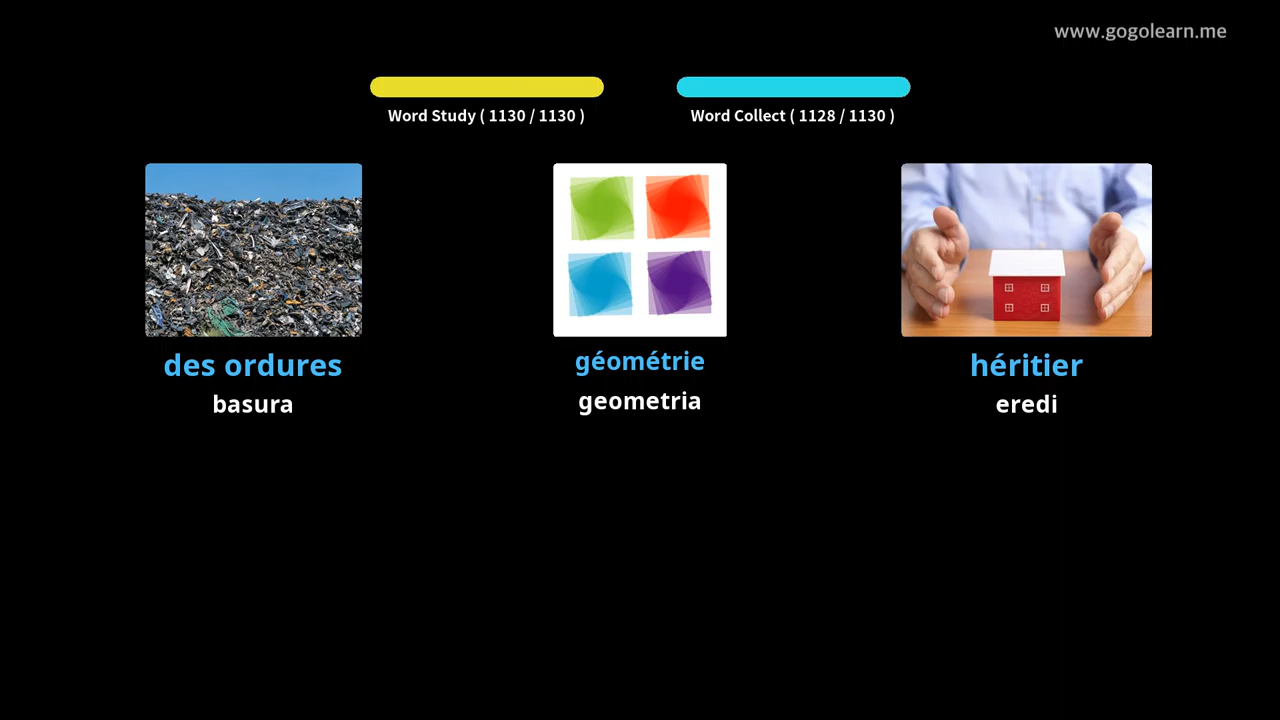 www.gogolearn.me
Word Study ( 1130 / 1130 )
Word Collect ( 1128 / 1130 )
des ordures
basura
géométrie
geometria
héritier
eredi